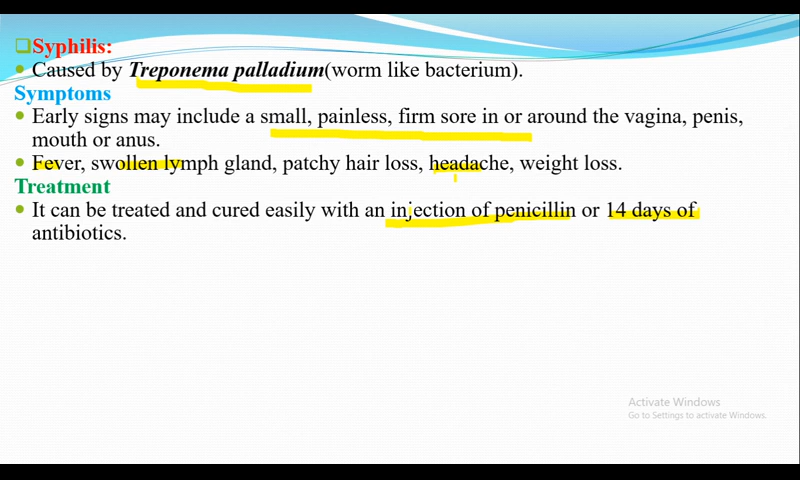 Syphilis:
Caused by Treponema palladium(worm like bacterium).
Symptoms
Early signs may include a small, painless, firm sore in or around the vagina, penis,
mouth or anus.
Fever, swollen lymph gland, patchy hair loss, headache, weight loss.
Treatment
It can be treated and cured easily with an injection of penicillin or 14 days of
antibiotics.
Activate Windows
Go to Settings to activate Windows.